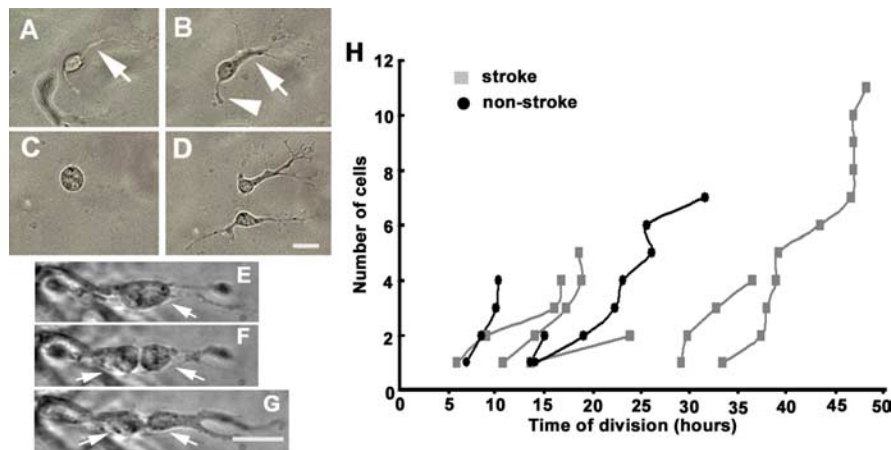 A
B
C
D
E
F
G
H
stroke
non-stroke
Number of cells
12
10
8
6
4
2
0
0 5 10 15 20 25 30 35 40 45 50
Time of division (hours)